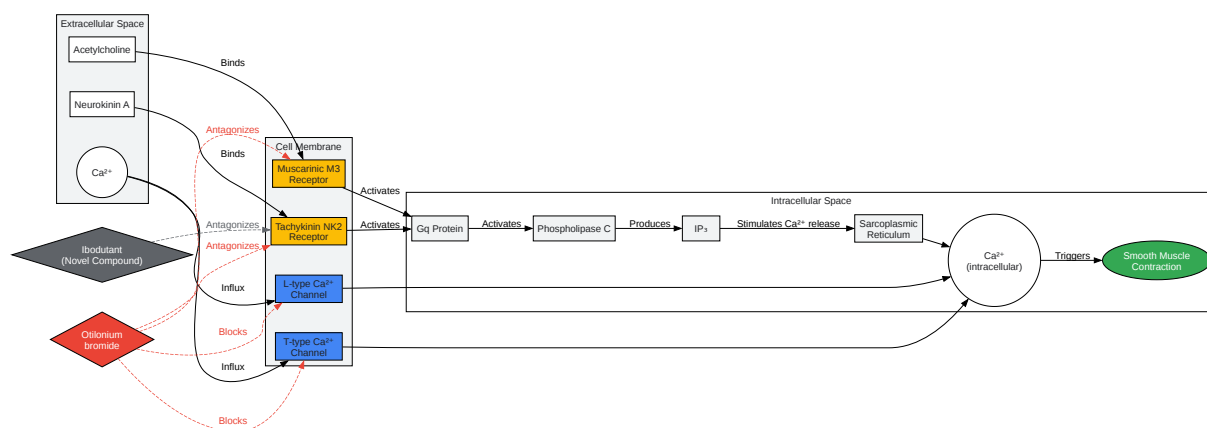 Extracellular Space
Acetylcholine
Neurokinin A
Ca²⁺
Ibodutant
(Novel Compound)
Otilonium
bromide
Binds
Antagonizes
Binds
Antagonizes
Antagonizes
Influx
Blocks
Influx
Blocks
Cell Membrane
Muscarinic M3
Receptor
Tachykinin NK2
Receptor
L-type Ca²⁺
Channel
T-type Ca²⁺
Channel
Activates
Activates
Intracellular Space
Gq Protein
Activates
Phospholipase C
Produces
IP₃
Stimulates Ca²⁺ release
Sarcoplasmic
Reticulum
Ca²⁺
(intracellular)
Triggers
Smooth Muscle
Contraction